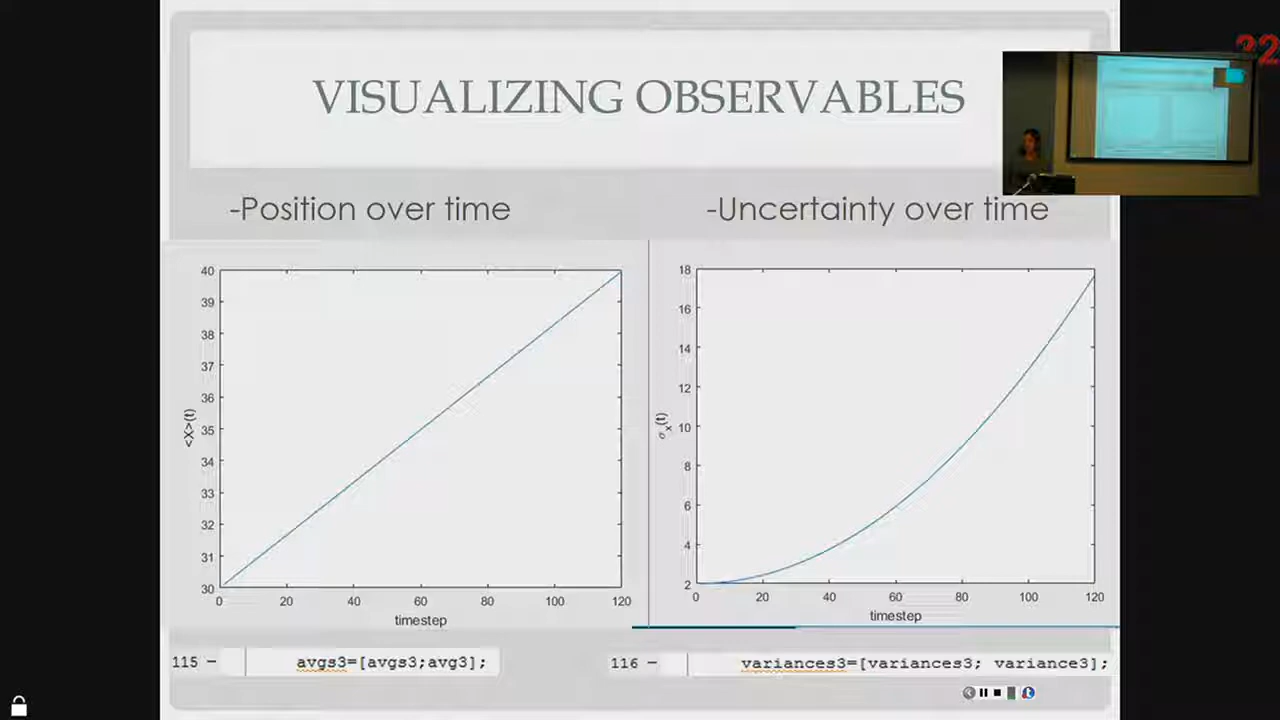 VISUALIZING OBSERVABLES
22
-Position over time
-Uncertainty over time
40
39
38
37
36
35
34
33
32
31
30
<X>(t)
0 20 40 60 80 100 120
timestep
18
16
14
12
10
8
6
4
2
σx(t)
0 20 40 60 80 100 120
timestep
115 – avgs3=[avgs3;avg3];
116 – variances3=[variances3; variance3];